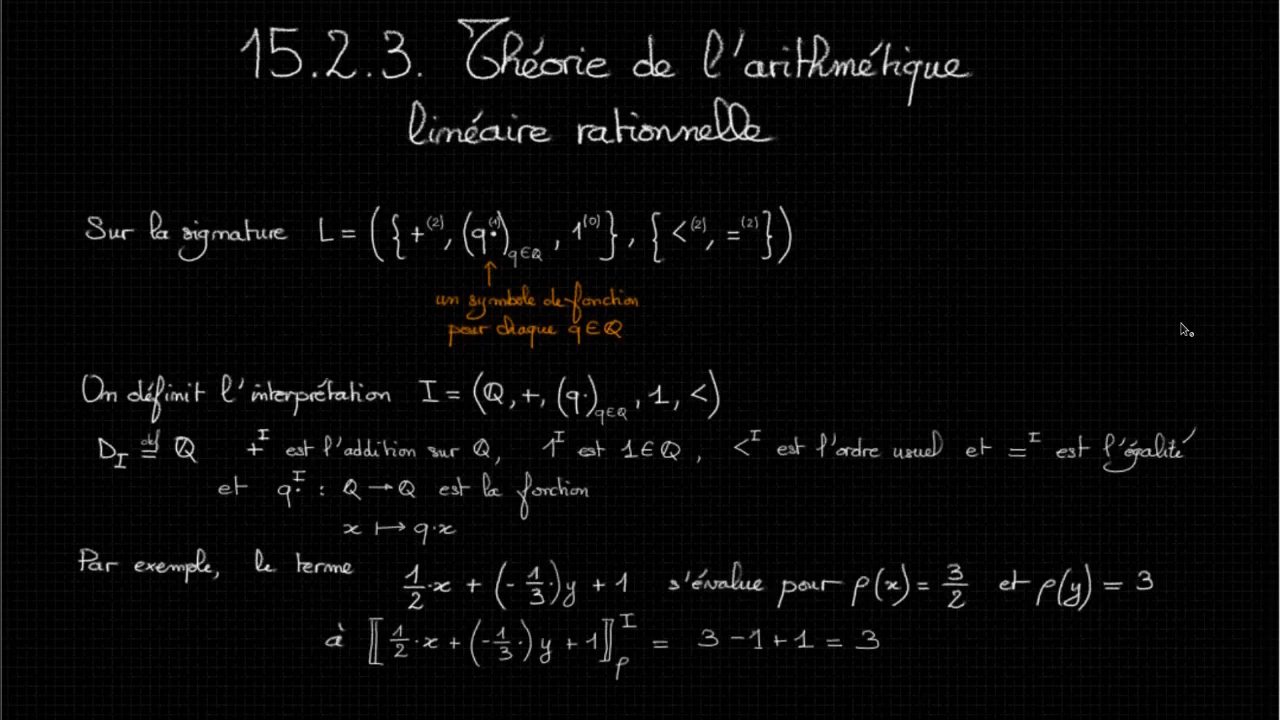 15.2.3. Théorie de l'arithmétique
linéaire rationnelle
Sur la signature L = ({+⁽²⁾, (q·⁽¹⁾)_{q∈ℚ}, 1⁽⁰⁾}, {<⁽²⁾, =⁽²⁾})
↑
un symbole de fonction
pour chaque q∈ℚ
On définit l'interprétation I = (ℚ, +, (q·)_{q∈ℚ}, 1, <)
D_I ≝ ℚ +ᴵ est l'addition sur ℚ, 1ᴵ est 1∈ℚ, <ᴵ est l'ordre usuel et =ᴵ est l'égalité
et q·ᴵ : ℚ → ℚ est la fonction
x ↦ q·x
Par exemple, le terme 1/2·x + (-1/3·)y + 1 s'évalue pour ρ(x) = 3/2 et ρ(y) = 3
à ⟦1/2·x + (-1/3·)y + 1⟧ᴵ_ρ = 3 - 1 + 1 = 3